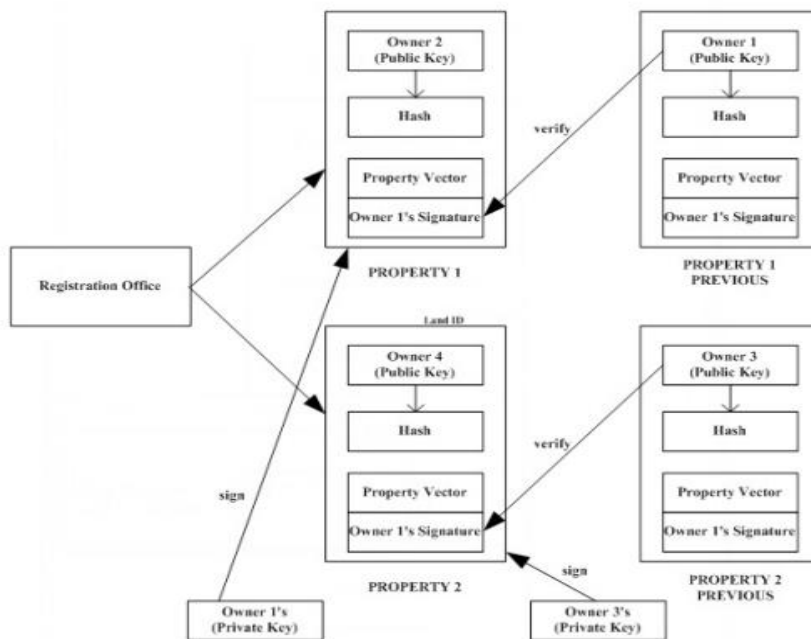 Owner 2
(Public Key)
Hash
Property Vector
Owner 1's Signature
PROPERTY 1
verify
Owner 1
(Public Key)
Hash
Property Vector
Owner 1's Signature
PROPERTY 1
PREVIOUS
Registration Office
Land ID
Owner 4
(Public Key)
Hash
Property Vector
Owner 1's Signature
PROPERTY 2
verify
Owner 3
(Public Key)
Hash
Property Vector
Owner 1's Signature
PROPERTY 2
PREVIOUS
sign
sign
Owner 1's
(Private Key)
Owner 3's
(Private Key)